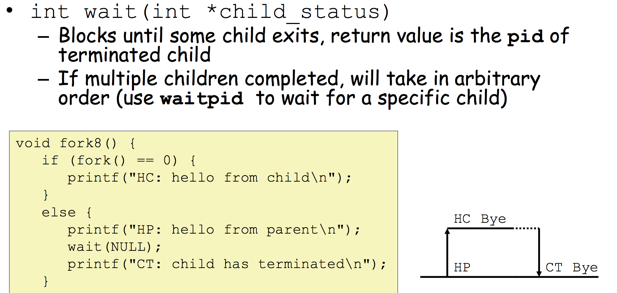 • int wait(int *child_status)
– Blocks until some child exits, return value is the pid of
terminated child
– If multiple children completed, will take in arbitrary
order (use waitpid to wait for a specific child)
void fork8() {
if (fork() == 0) {
printf("HC: hello from child\n");
}
else {
printf("HP: hello from parent\n");
wait(NULL);
printf("CT: child has terminated\n");
}
HC Bye
HP
CT Bye